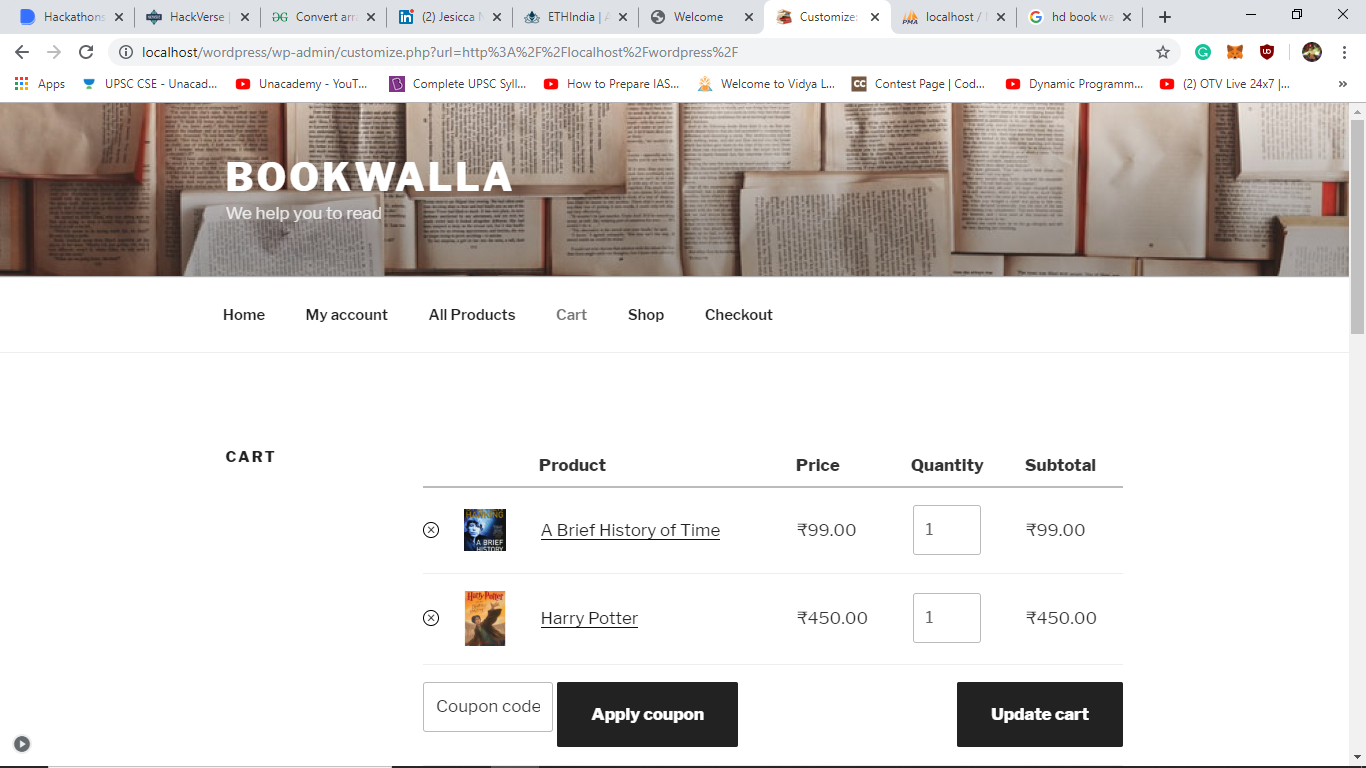 Hackathons
HackVerse |
Convert arra
(2) Jesicca N
ETHIndia | A
Welcome
Customize:
localhost /
hd book wa
localhost/wordpress/wp-admin/customize.php?url=http%3A%2F%2Flocalhost%2Fwordpress%2F
Apps
UPSC CSE - Unacad...
Unacademy - YouT...
Complete UPSC Syll...
How to Prepare IAS...
Welcome to Vidya L...
Contest Page | Cod...
Dynamic Programm...
(2) OTV Live 24x7 |...
BOOKWALLA
We help you to read
Home My account All Products Cart Shop Checkout
CART
Product Price Quantity Subtotal
A Brief History of Time ₹99.00 1 ₹99.00
HAWKING
A BRIEF
HISTORY
Harry Potter ₹450.00 1 ₹450.00
Harry Potter
Coupon code Apply coupon Update cart